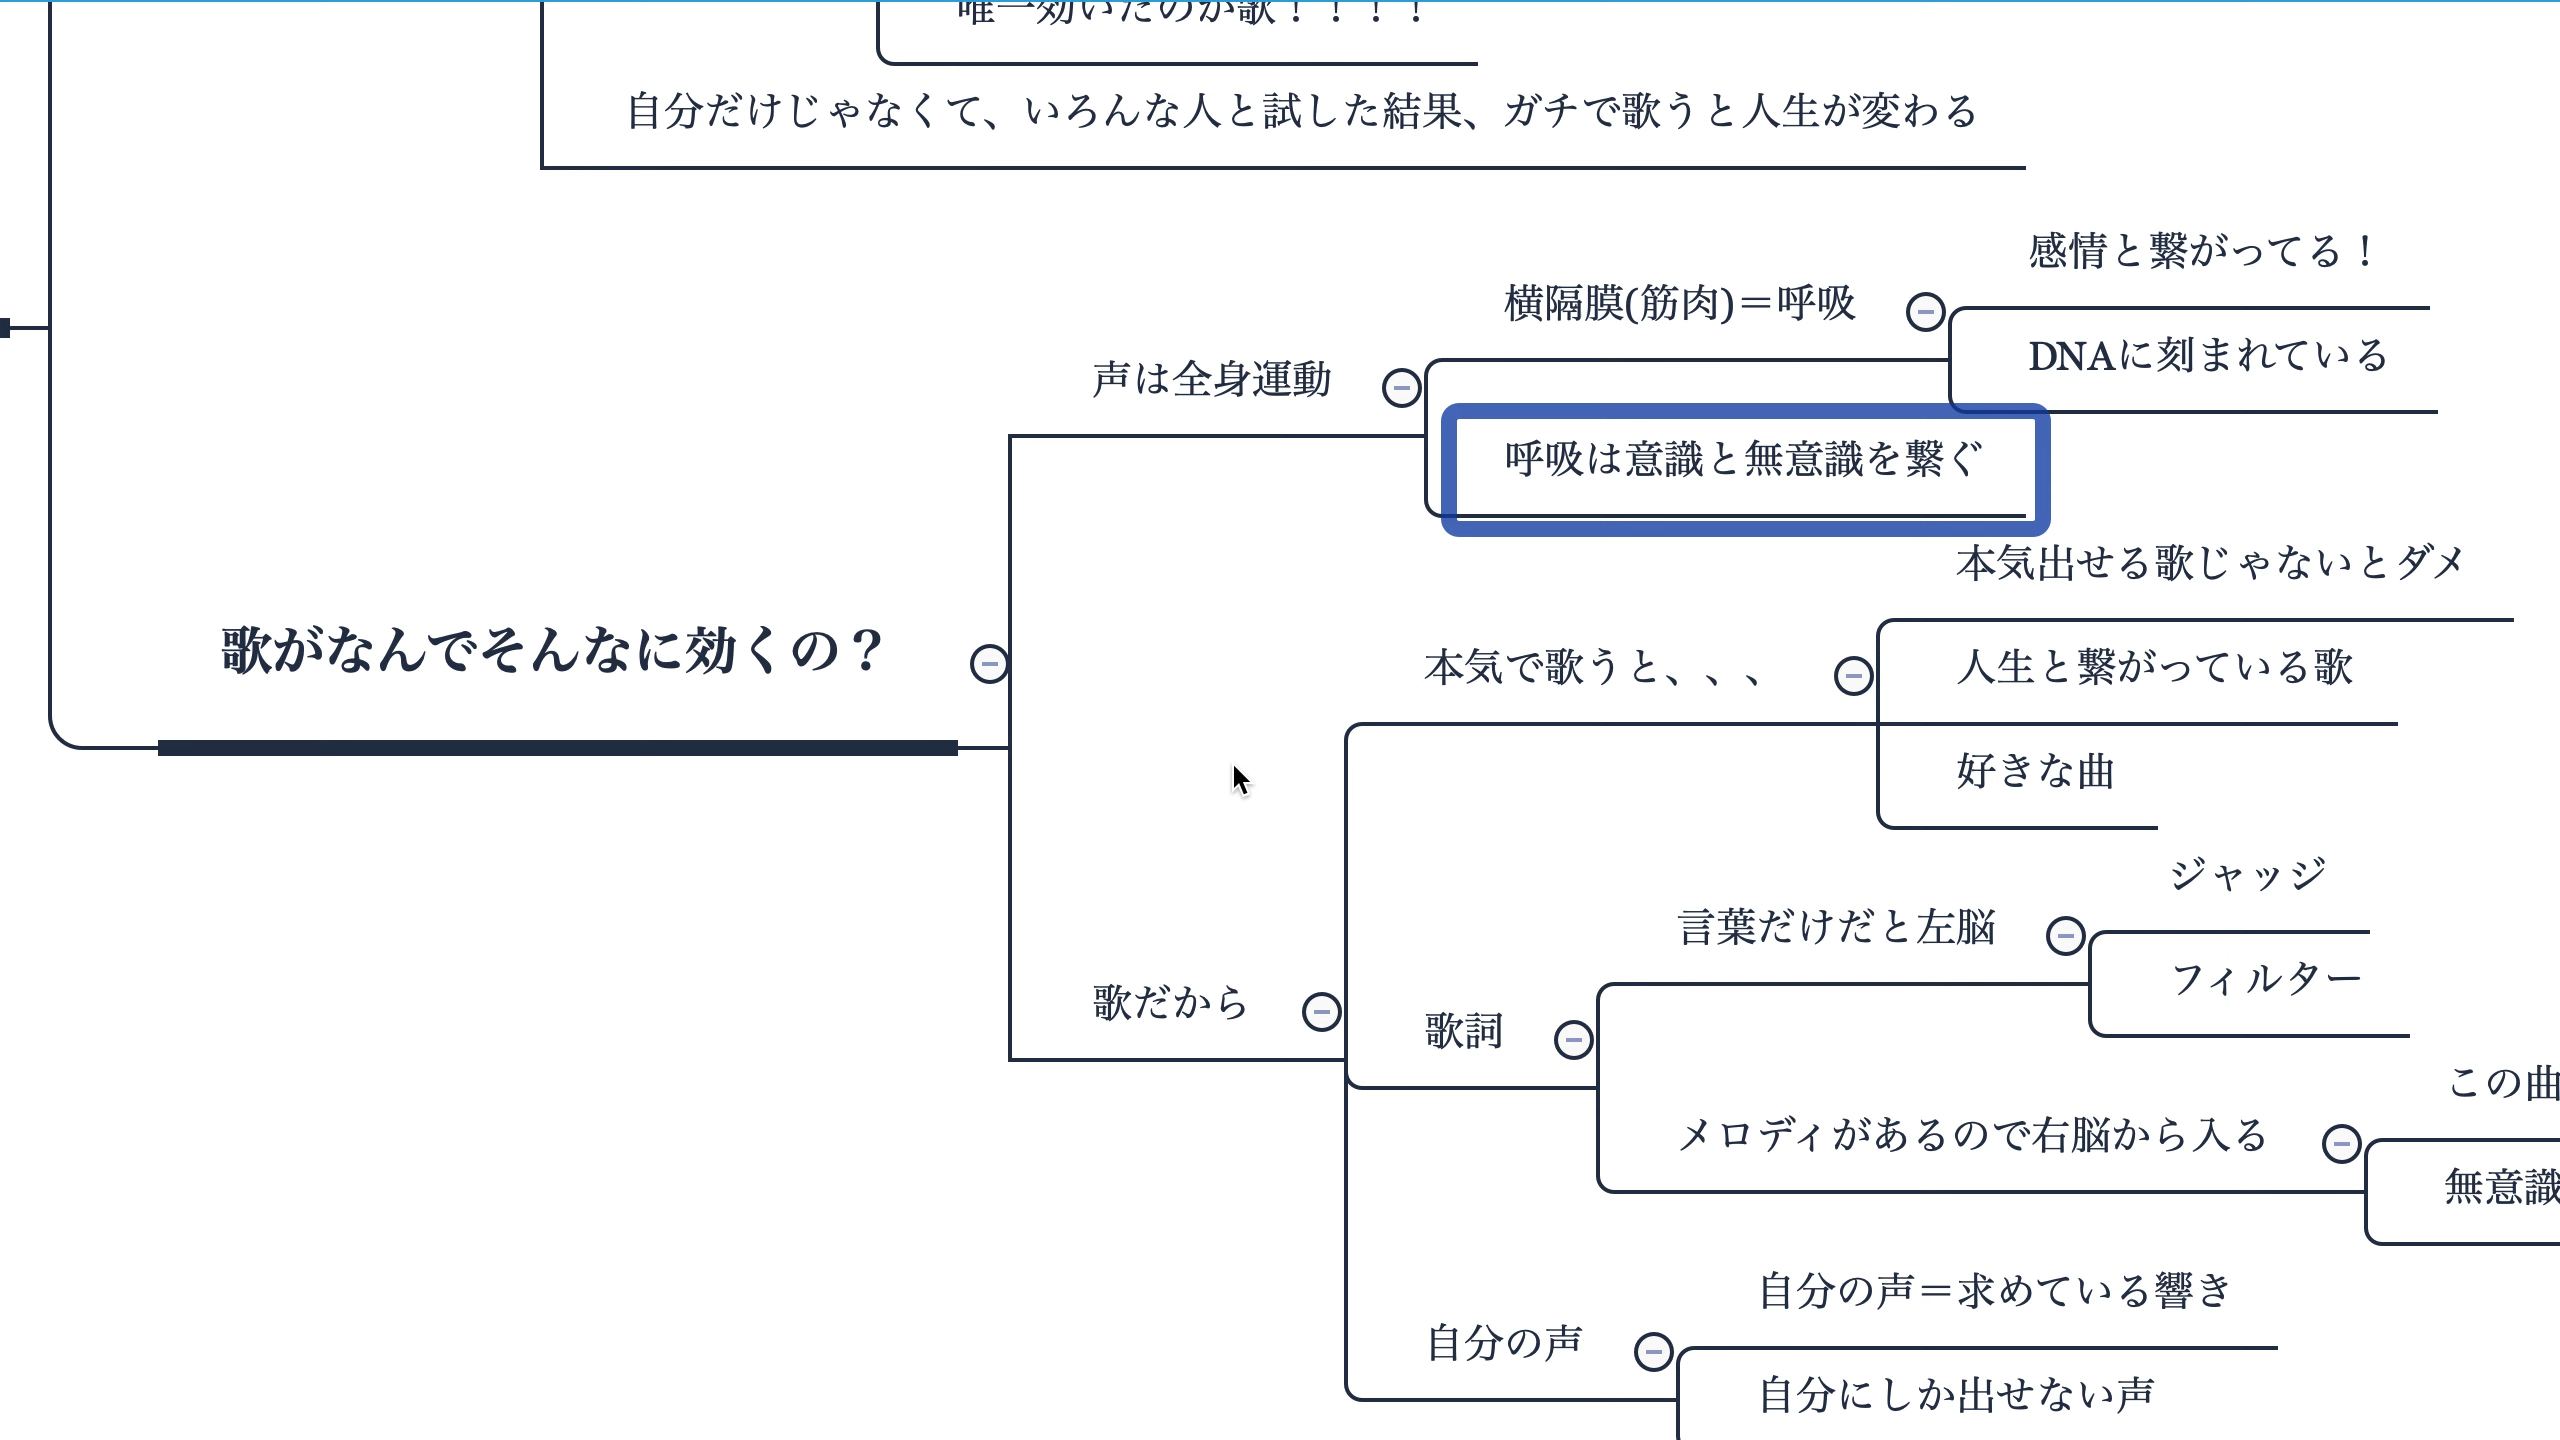 唯一効いたのが歌！！！！
自分だけじゃなくて、いろんな人と試した結果、ガチで歌うと人生が変わる
歌がなんでそんなに効くの？
声は全身運動
横隔膜(筋肉)＝呼吸
感情と繋がってる！
DNAに刻まれている
呼吸は意識と無意識を繋ぐ
歌だから
本気で歌うと、、、
本気出せる歌じゃないとダメ
人生と繋がっている歌
好きな曲
歌詞
言葉だけだと左脳
ジャッジ
フィルター
メロディがあるので右脳から入る
この曲
無意識
自分の声
自分の声＝求めている響き
自分にしか出せない声